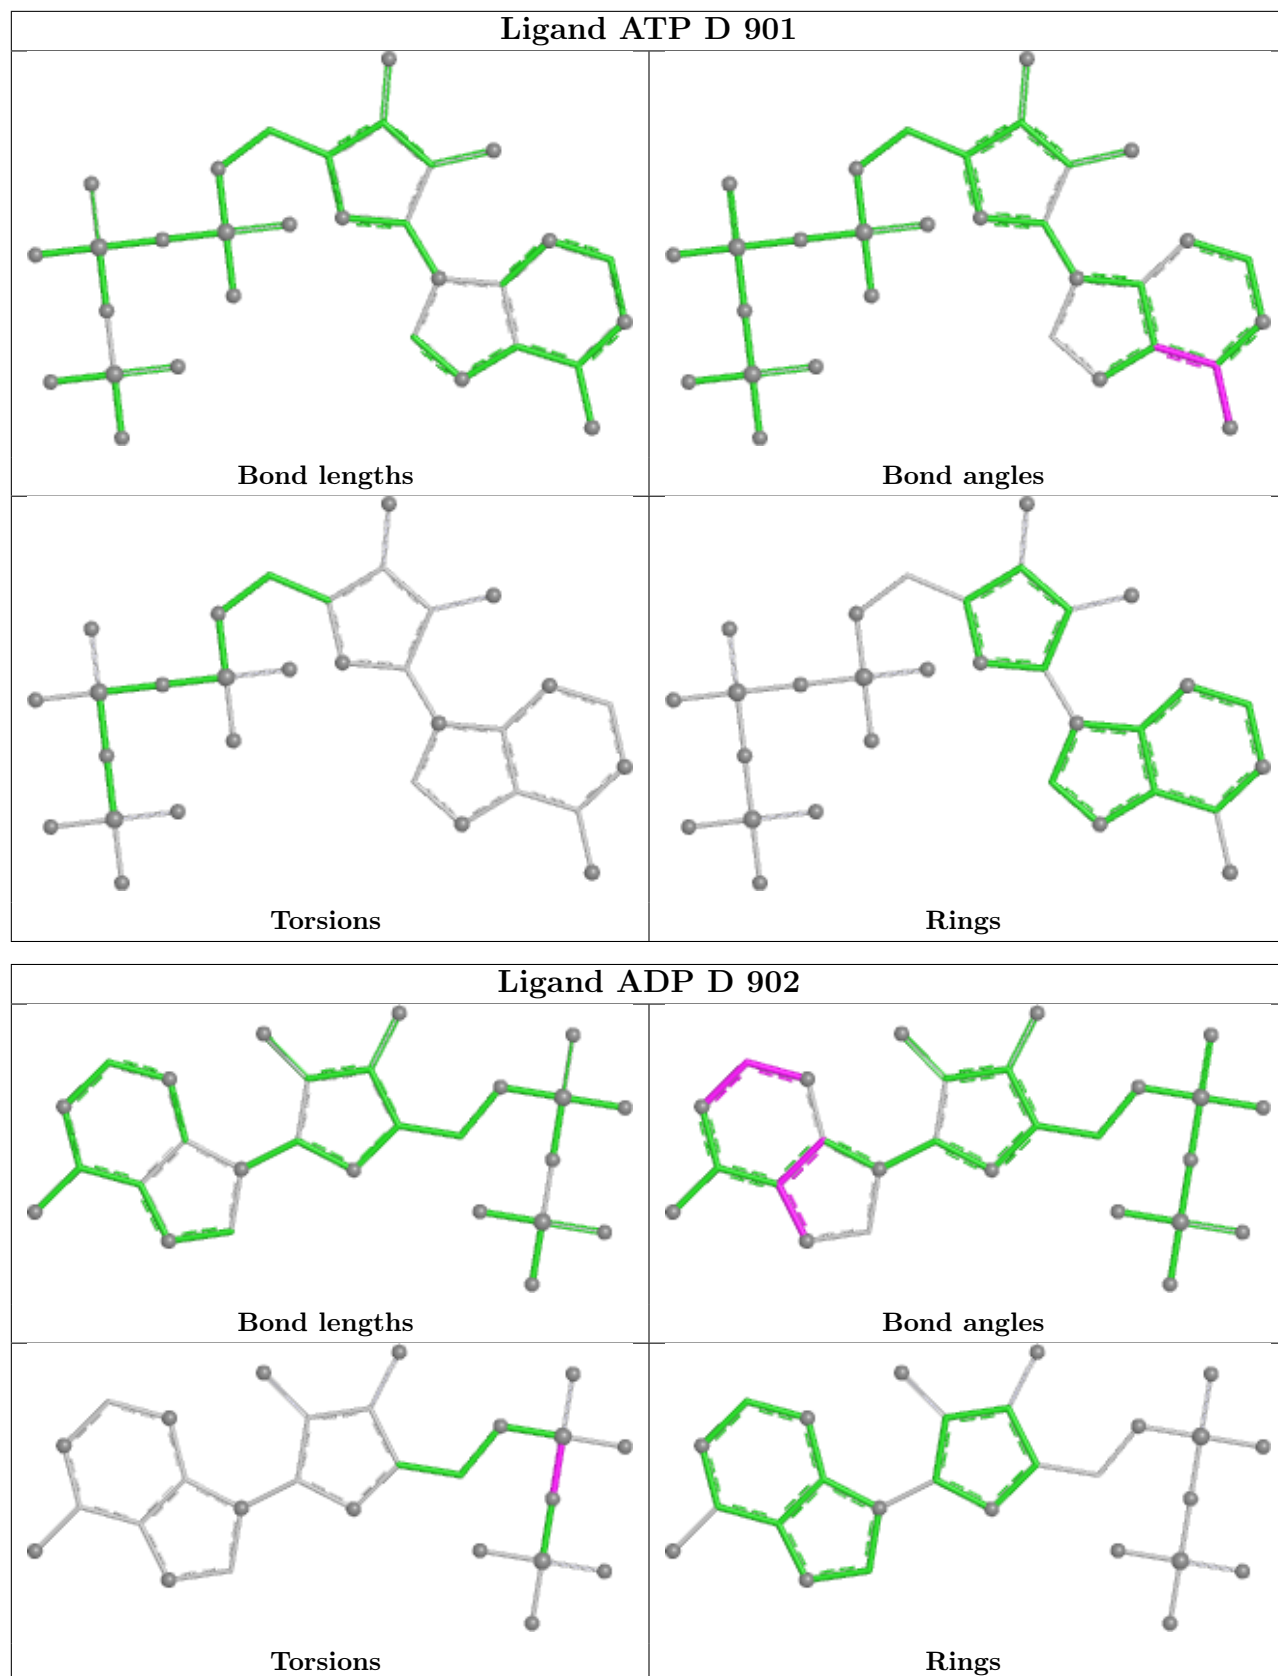 Ligand ATP D 901
Bond lengths
Bond angles
Torsions
Rings
Ligand ADP D 902
Bond lengths
Bond angles
Torsions
Rings